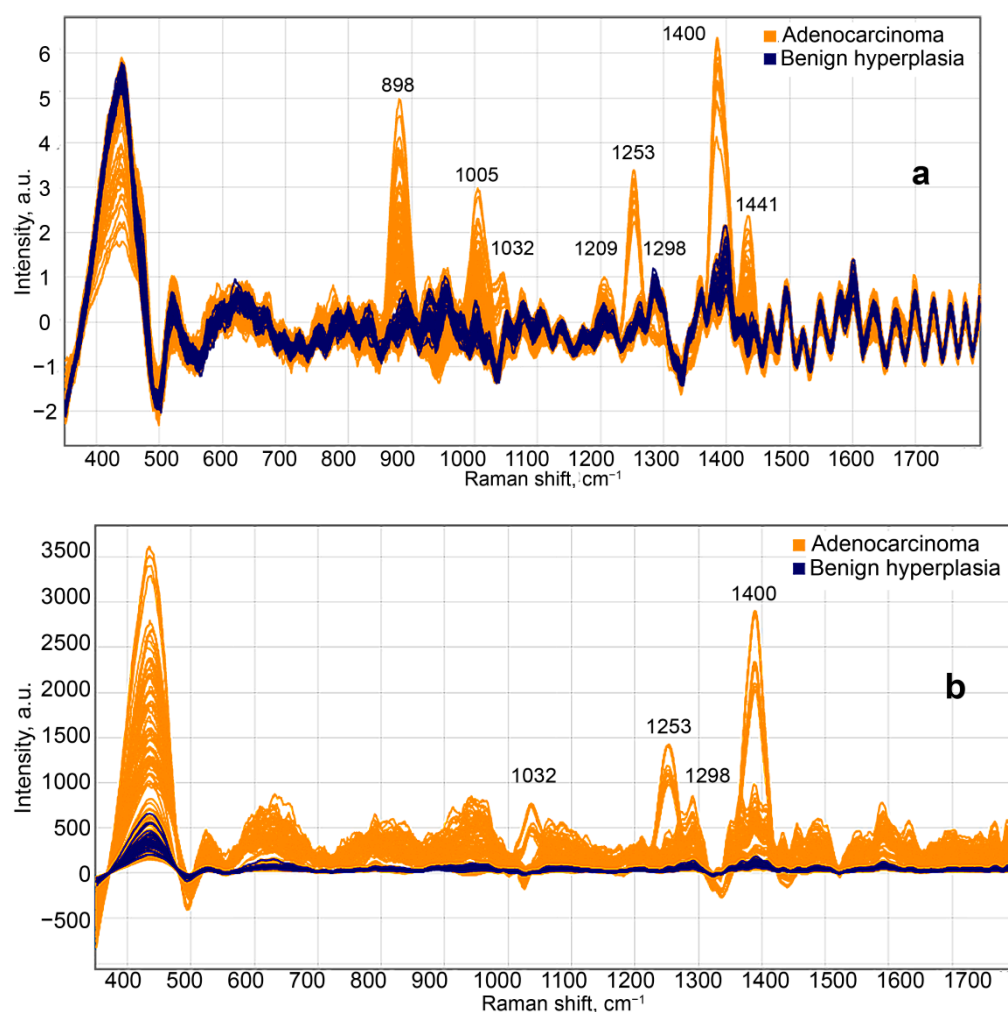 Adenocarcinoma
Benign hyperplasia
1400
898
1253
1005
1441
1032
1209
1298
a
6
5
4
3
2
1
0
−1
−2
Intensity, a.u.
400 500 600 700 800 900 1000 1100 1200 1300 1400 1500 1600 1700
Raman shift, cm⁻¹
Adenocarcinoma
Benign hyperplasia
1400
1253
1032
1298
b
3500
3000
2500
2000
1500
1000
500
0
−500
Intensity, a.u.
400 500 600 700 800 900 1000 1100 1200 1300 1400 1500 1600 1700
Raman shift, cm⁻¹